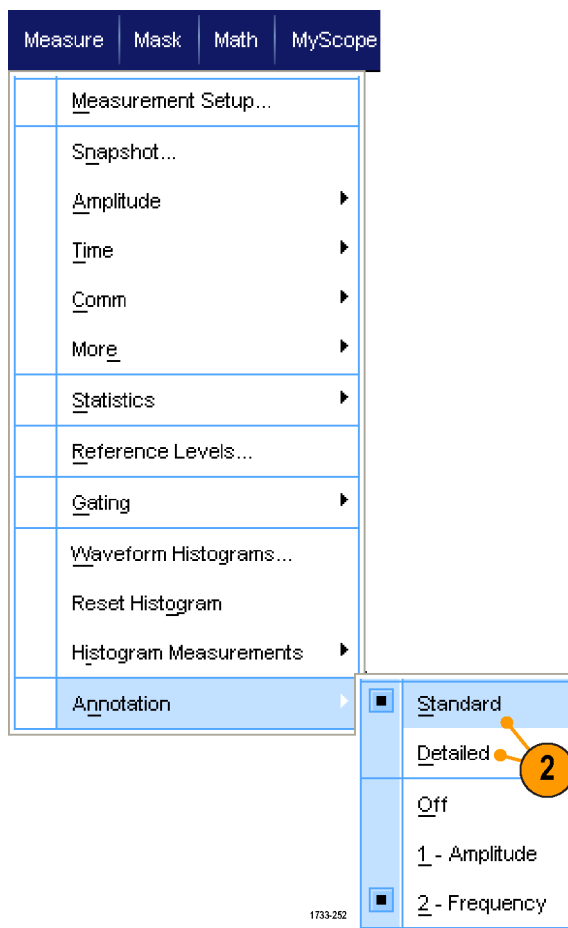 Measure Mask Math MyScope
Measurement Setup...
Snapshot...
Amplitude
Time
Comm
More
Statistics
Reference Levels...
Gating
Waveform Histograms...
Reset Histogram
Histogram Measurements
Annotation
Standard
Detailed
2
Off
1 - Amplitude
2 - Frequency
1733-252